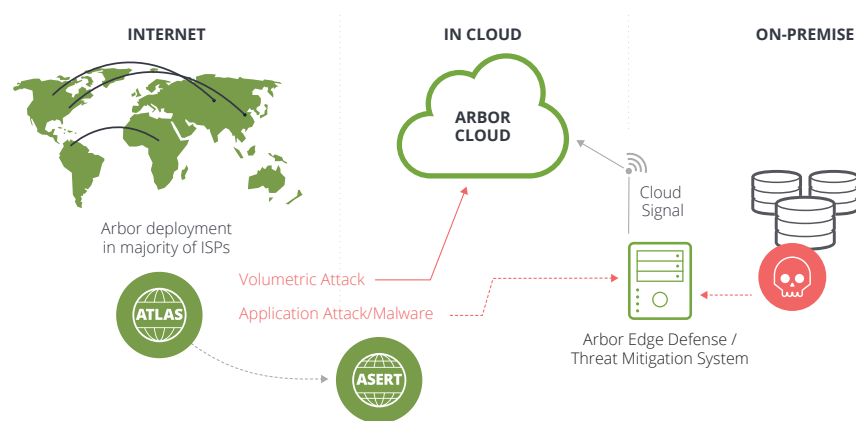 INTERNET
IN CLOUD
ON-PREMISE
ARBOR
CLOUD
Cloud
Signal
Arbor deployment
in majority of ISPs
Volumetric Attack
ATLAS
Application Attack/Malware
Arbor Edge Defense /
Threat Mitigation System
ASERT